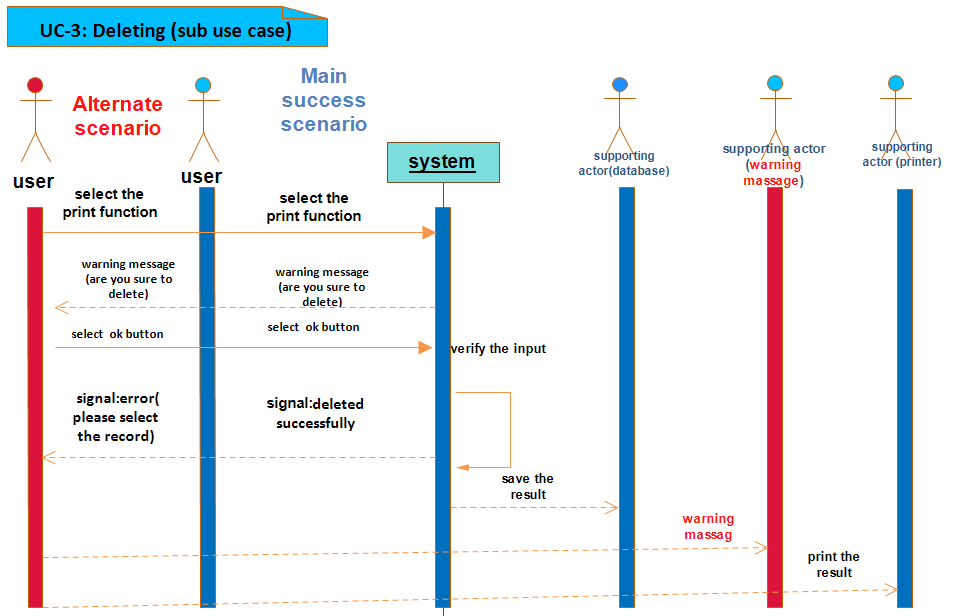 UC-3: Deleting (sub use case)
Alternate
scenario
Main
success
scenario
user
user
system
supporting
actor(database)
supporting actor
(warning
massage)
supporting
actor (printer)
select the
print function
select the
print function
warning message
(are you sure to
delete)
warning message
(are you sure to
delete)
select ok button
select ok button
verify the input
signal:error(
please select
the record)
signal:deleted
successfully
save the
result
warning
massag
print the
result